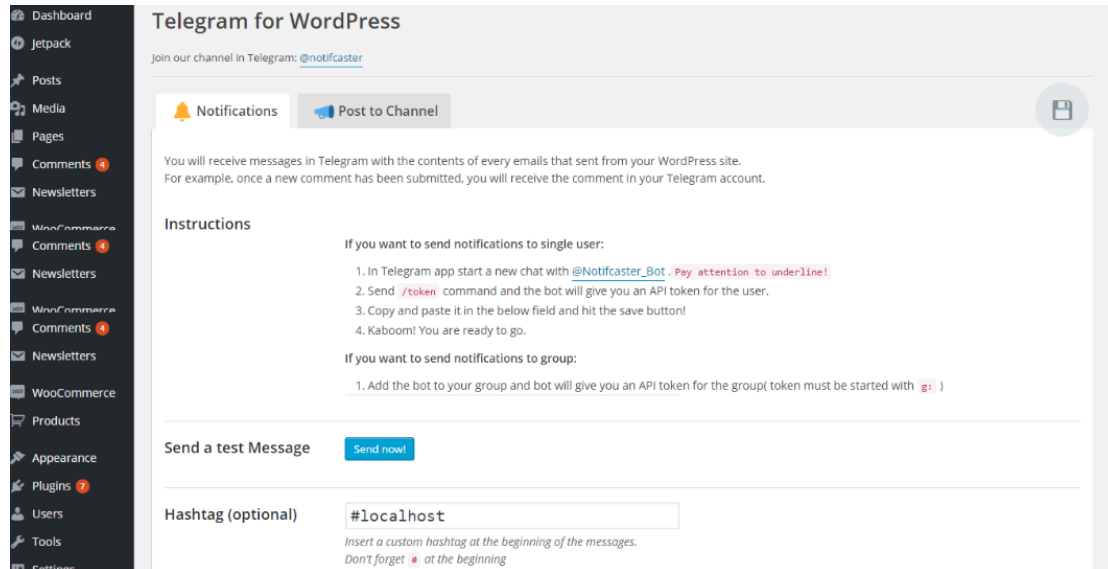 Dashboard
Jetpack
Posts
Media
Pages
Comments 4
Newsletters
WooCommerce
Comments 4
Newsletters
WooCommerce
Comments 4
Newsletters
WooCommerce
Products
Appearance
Plugins 7
Users
Tools
Settings
Telegram for WordPress
Join our channel in Telegram: @notifcaster
Notifications
Post to Channel
You will receive messages in Telegram with the contents of every emails that sent from your WordPress site.
For example, once a new comment has been submitted, you will receive the comment in your Telegram account.
Instructions
If you want to send notifications to single user:
1. In Telegram app start a new chat with @Notifcaster_Bot . Pay attention to underline!
2. Send /token command and the bot will give you an API token for the user.
3. Copy and paste it in the below field and hit the save button!
4. Kaboom! You are ready to go.
If you want to send notifications to group:
1. Add the bot to your group and bot will give you an API token for the group( token must be started with g: )
Send a test Message
Send now!
Hashtag (optional)
#localhost
Insert a custom hashtag at the beginning of the messages.
Don't forget # at the beginning